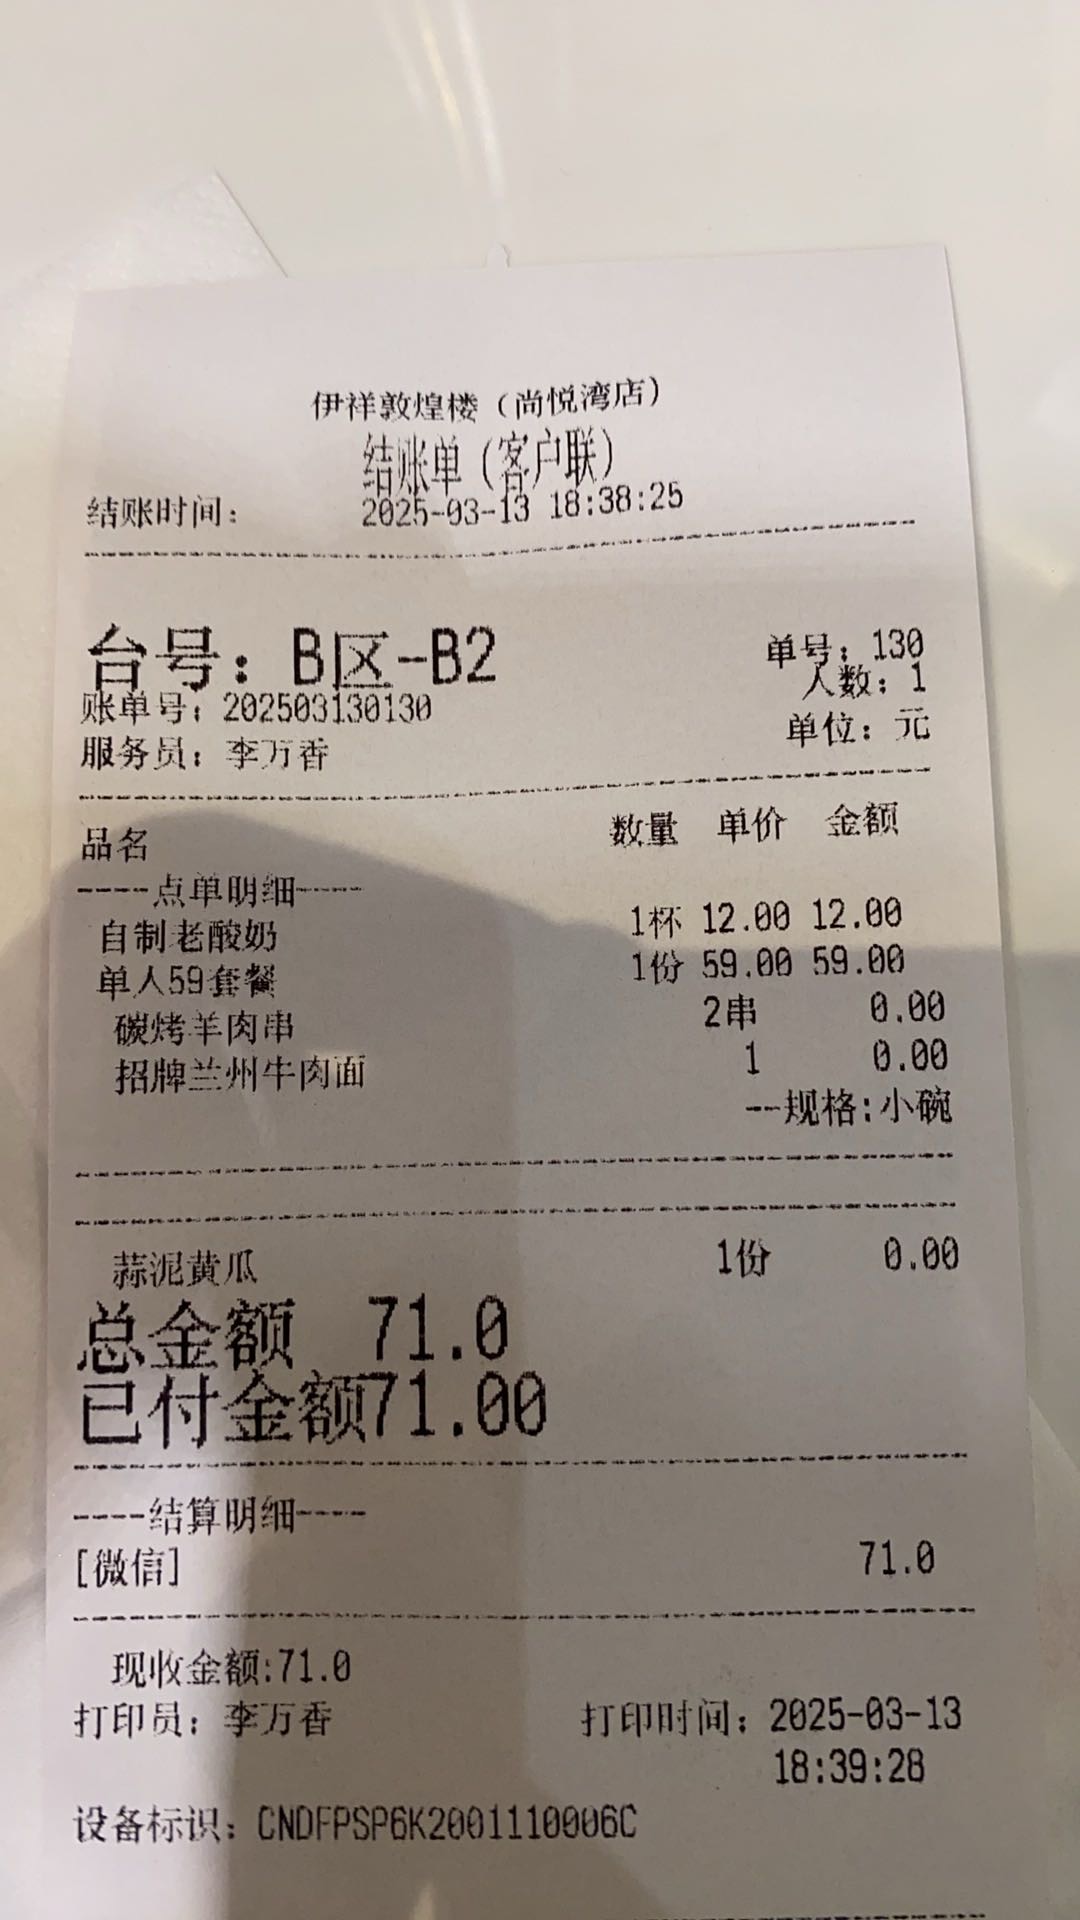 伊祥敦煌楼（尚悦湾店）
结账单（客户联）
结账时间： 2025-03-13 18:38:25
台号：B区-B2 单号：130
人数：1
账单号：202503130130
单位：元
服务员：李万香
品名 数量 单价 金额
----点单明细----
自制老酸奶 1杯 12.00 12.00
单人59套餐 1份 59.00 59.00
碳烤羊肉串 2串 0.00
招牌兰州牛肉面 1 0.00
--规格:小碗
蒜泥黄瓜 1份 0.00
总金额 71.0
已付金额71.00
----结算明细----
[微信] 71.0
现收金额:71.0
打印员：李万香 打印时间：2025-03-13
18:39:28
设备标识：CNDFPSP6K2001110006C